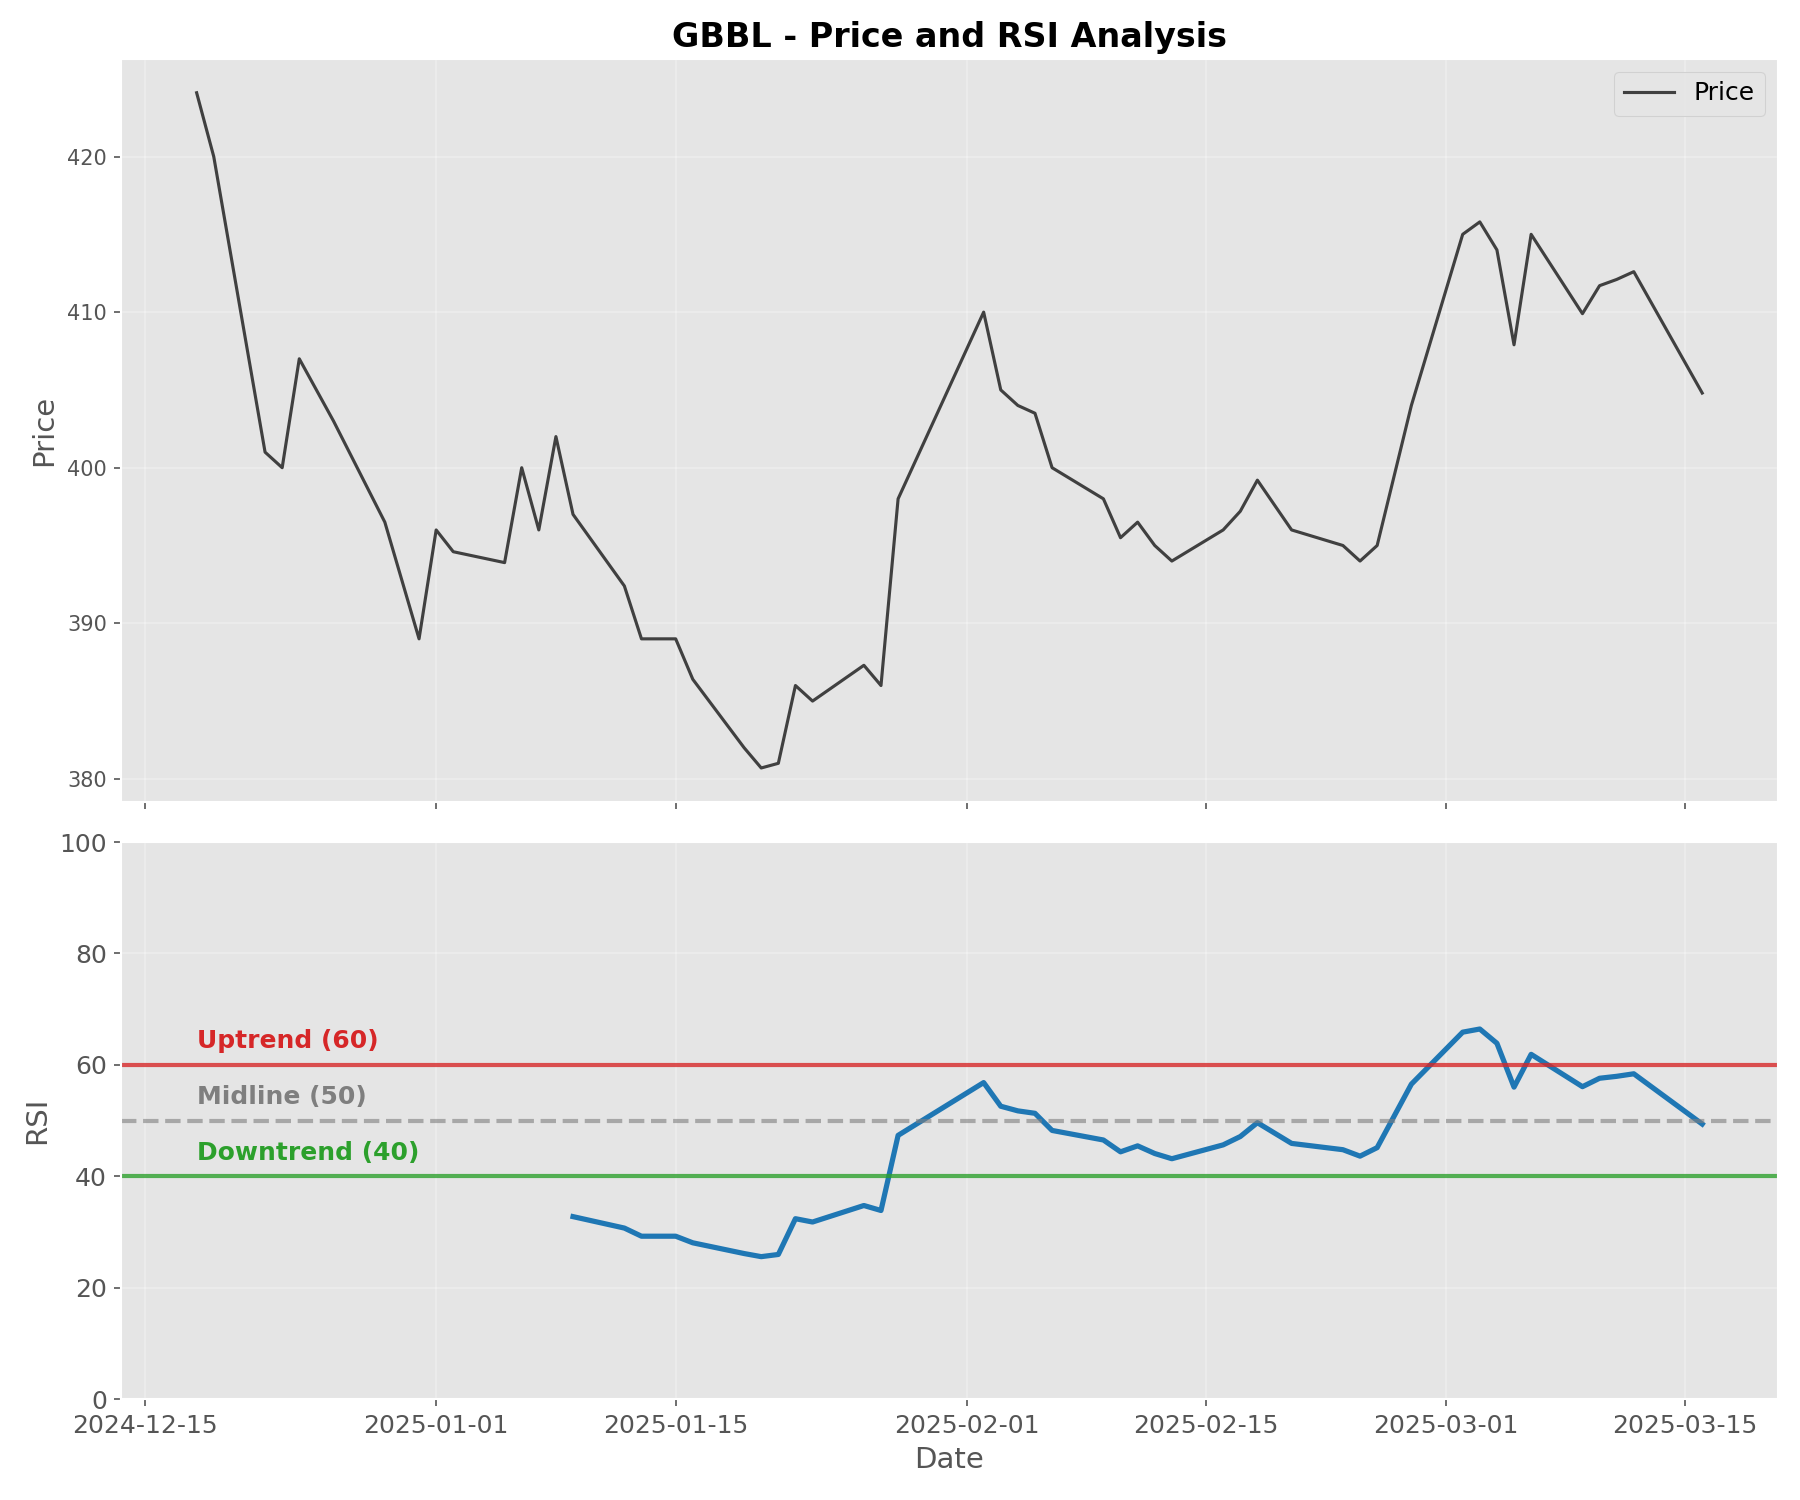 GBBL - Price and RSI Analysis
Price
420
410
400
390
380
Price
100
80
60
40
20
0
RSI
Uptrend (60)
Midline (50)
Downtrend (40)
2024-12-15
2025-01-01
2025-01-15
2025-02-01
2025-02-15
2025-03-01
2025-03-15
Date